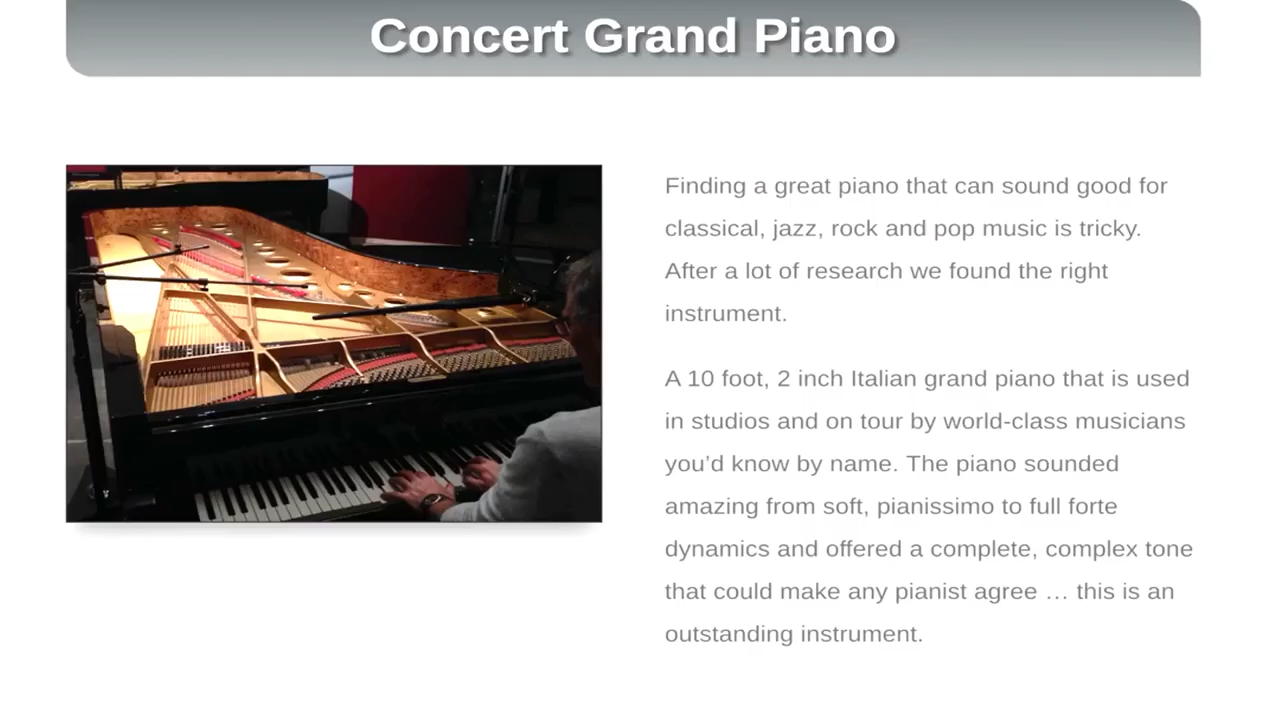 Concert Grand Piano
Finding a great piano that can sound good for
classical, jazz, rock and pop music is tricky.
After a lot of research we found the right
instrument.
A 10 foot, 2 inch Italian grand piano that is used
in studios and on tour by world-class musicians
you’d know by name. The piano sounded
amazing from soft, pianissimo to full forte
dynamics and offered a complete, complex tone
that could make any pianist agree … this is an
outstanding instrument.